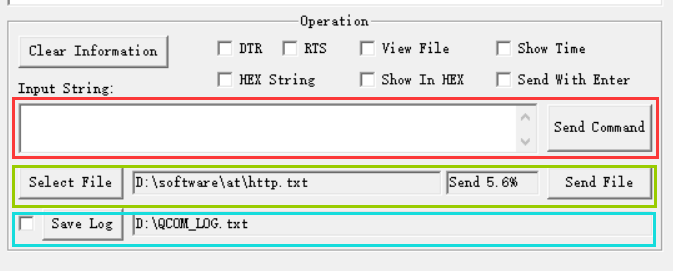 Operation
Clear Information DTR RTS View File Show Time
HEX String Show In HEX Send With Enter
Input String:
Send Command
Select File D:\software\at\http.txt Send 5.6% Send File
Save Log D:\QCOM_LOG.txt